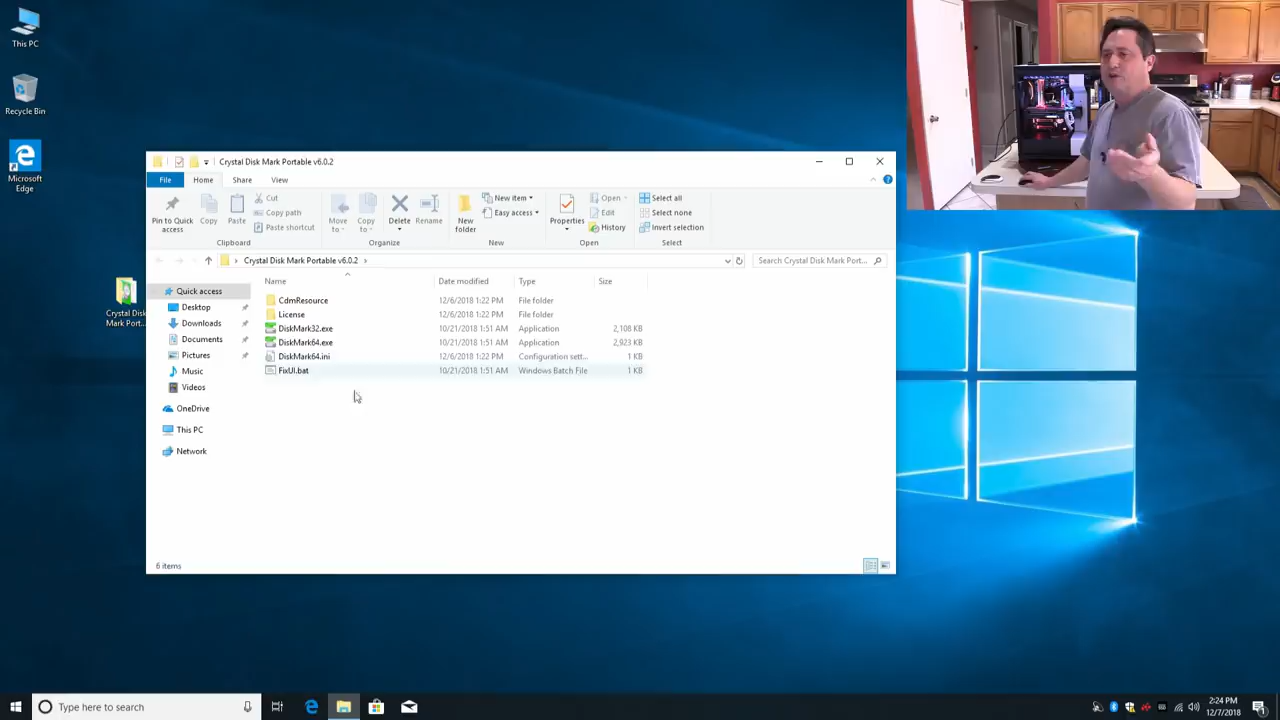 This PC
Recycle Bin
Microsoft
Edge
Crystal Disk
Mark Port...
Crystal Disk Mark Portable v6.0.2
File
Home
Share
View
Pin to Quick
access
Copy
Paste
Cut
Copy path
Paste shortcut
Clipboard
Move
to
Copy
to
Delete
Rename
Organize
New
folder
New item
Easy access
New
Properties
Open
Edit
History
Open
Select all
Select none
Invert selection
Select
Crystal Disk Mark Portable v6.0.2
Search Crystal Disk Mark Port...
Quick access
Desktop
Downloads
Documents
Pictures
Music
Videos
OneDrive
This PC
Network
Name Date modified Type Size
CdmResource 12/6/2018 1:22 PM File folder
License 12/6/2018 1:22 PM File folder
DiskMark32.exe 10/21/2018 1:51 AM Application 2,108 KB
DiskMark64.exe 10/21/2018 1:51 AM Application 2,923 KB
DiskMark64.ini 12/6/2018 1:22 PM Configuration sett... 1 KB
FixUI.bat 10/21/2018 1:51 AM Windows Batch File 1 KB
6 items
Type here to search
2:24 PM
12/7/2018